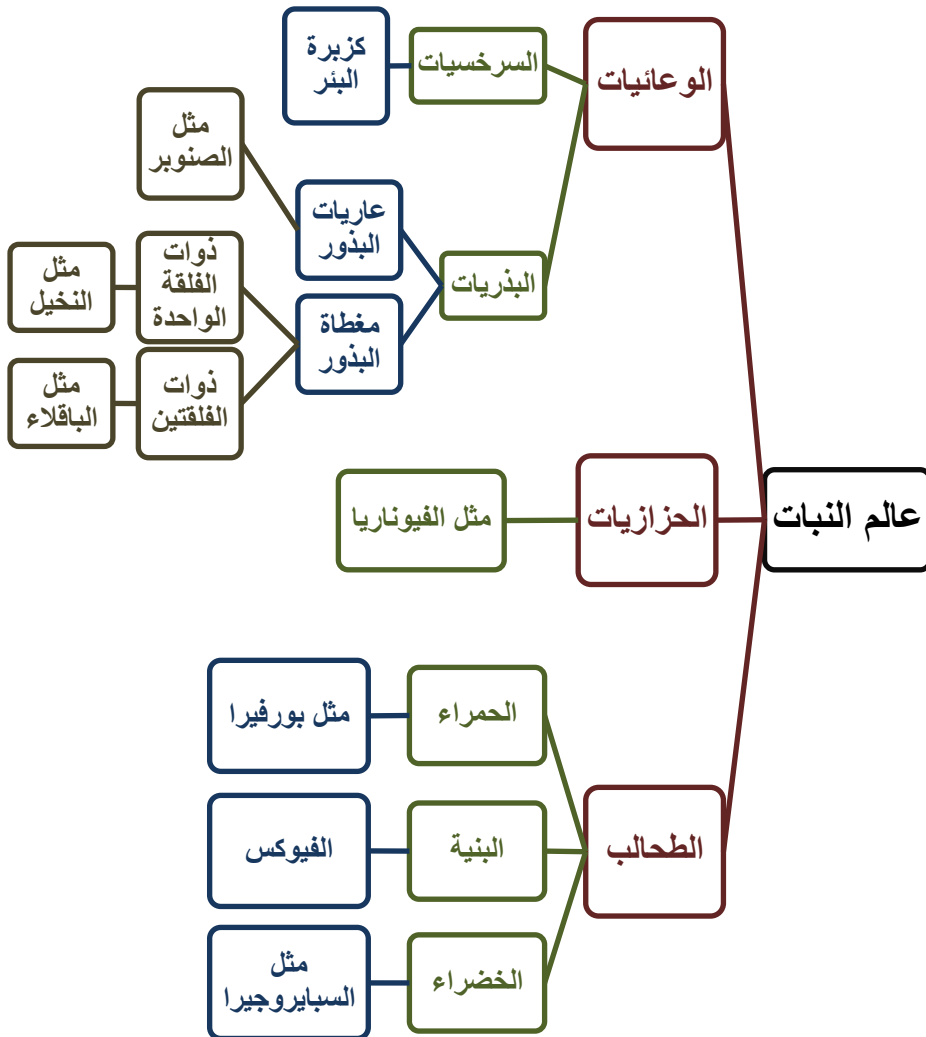 عالم النبات
الوعائيات
السرخسيات
كزبرة
البئر
البذريات
عاريات
البذور
مثل
الصنوبر
مغطاة
البذور
ذوات
الفلقة
الواحدة
مثل
النخيل
ذوات
الفلقتين
مثل
الباقلاء
الحزازيات
مثل الفيوناريا
الطحالب
الحمراء
مثل بورفيرا
البنية
الفيوكس
الخضراء
مثل
السبايروجيرا